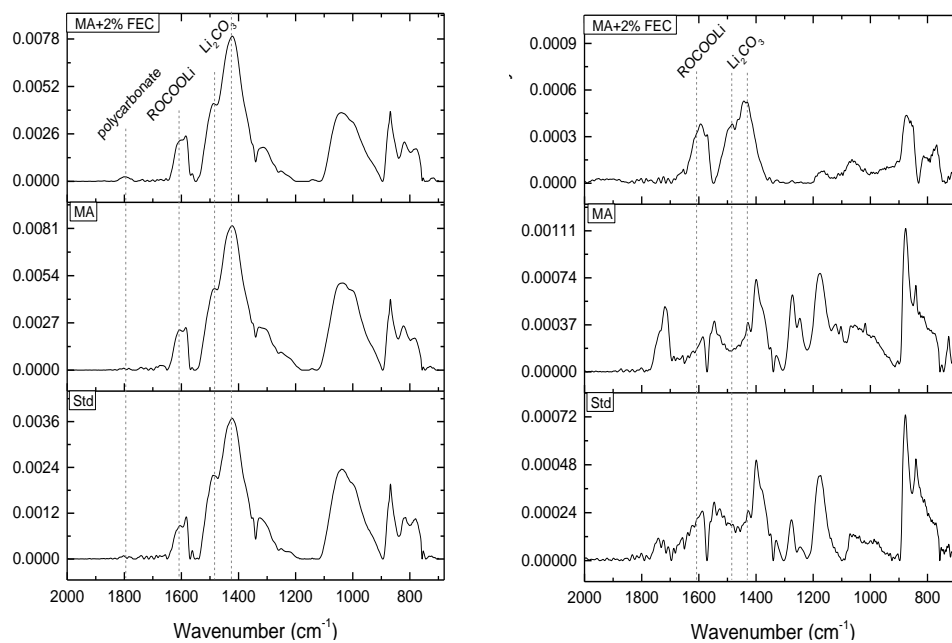 MA+2% FEC
polycarbonate
ROCOOLi
Li2CO3
0.0078
0.0052
0.0026
0.0000
MA
0.0081
0.0054
0.0027
0.0000
Std
0.0036
0.0024
0.0012
0.0000
2000 1800 1600 1400 1200 1000 800
Wavenumber (cm-1)
MA+2% FEC
ROCOOLi
Li2CO3
0.0009
0.0006
0.0003
0.0000
MA
0.00111
0.00074
0.00037
0.00000
Std
0.00072
0.00048
0.00024
0.00000
2000 1800 1600 1400 1200 1000 800
Wavenumber (cm-1)